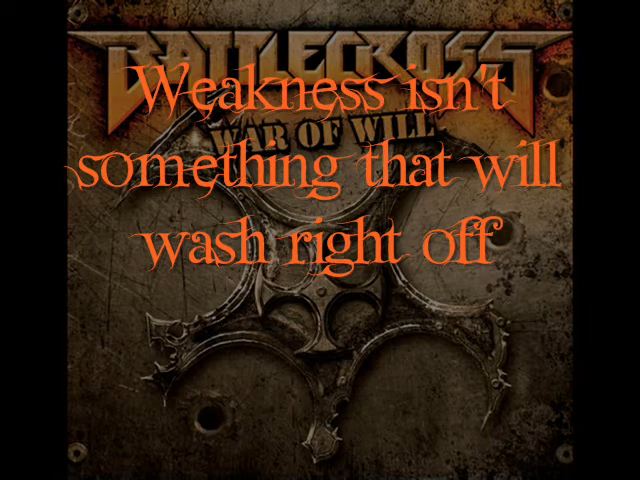 BATTLECROSS
Weakness isn't
WAR OF WILL
something that will
wash right off